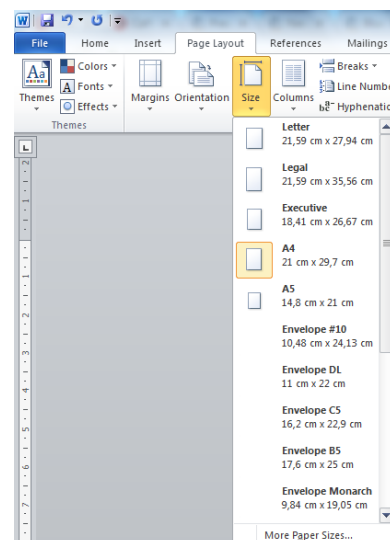 File Home Insert Page Layout References Mailings
Colors
Fonts
Effects
Themes
Margins Orientation Size Columns
Breaks
Line Numbe
Hyphenatio
Themes
Letter
21,59 cm x 27,94 cm
Legal
21,59 cm x 35,56 cm
Executive
18,41 cm x 26,67 cm
A4
21 cm x 29,7 cm
A5
14,8 cm x 21 cm
Envelope #10
10,48 cm x 24,13 cm
Envelope DL
11 cm x 22 cm
Envelope C5
16,2 cm x 22,9 cm
Envelope B5
17,6 cm x 25 cm
Envelope Monarch
9,84 cm x 19,05 cm
More Paper Sizes...